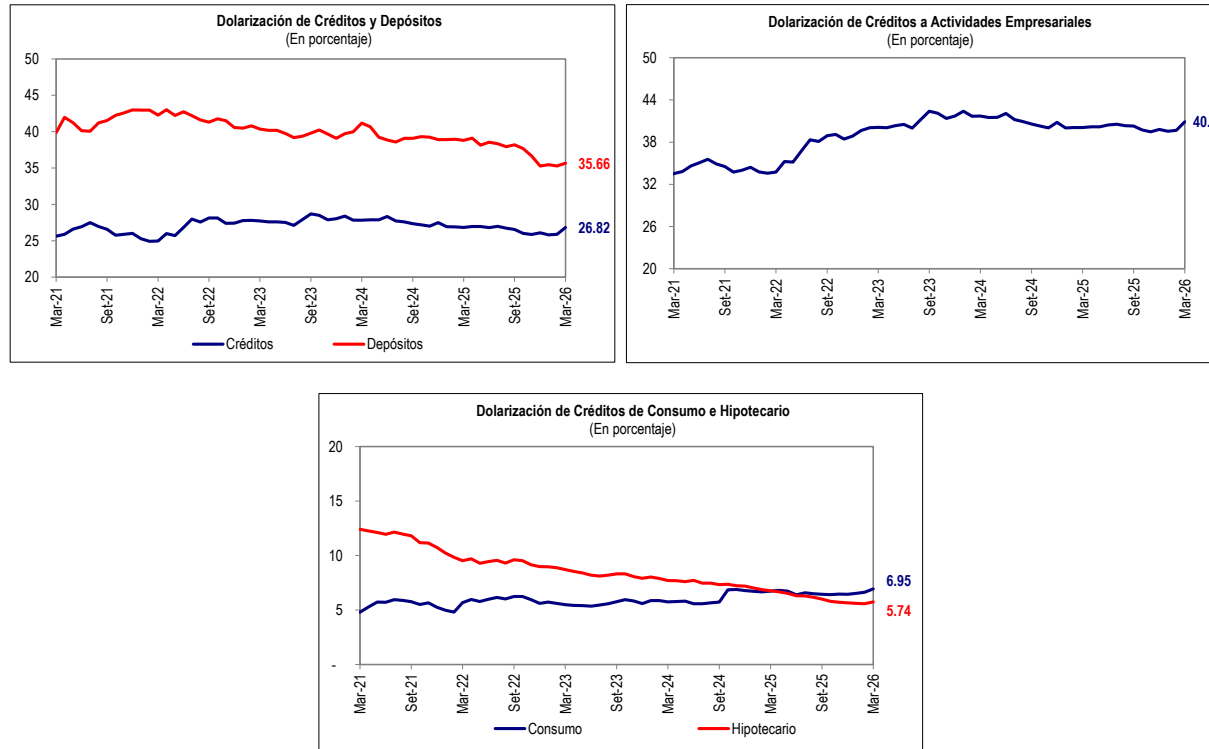 Dolarización de Créditos y Depósitos
(En porcentaje)
50
45
40
35
30
25
20
35.66
26.82
Mar-21
Set-21
Mar-22
Set-22
Mar-23
Set-23
Mar-24
Set-24
Mar-25
Set-25
Mar-26
Créditos
Depósitos
Dolarización de Créditos a Actividades Empresariales
(En porcentaje)
50
44
38
32
26
20
40.
Mar-21
Set-21
Mar-22
Set-22
Mar-23
Set-23
Mar-24
Set-24
Mar-25
Set-25
Mar-26
Dolarización de Créditos de Consumo e Hipotecario
(En porcentaje)
20
15
10
5
-
6.95
5.74
Mar-21
Set-21
Mar-22
Set-22
Mar-23
Set-23
Mar-24
Set-24
Mar-25
Set-25
Mar-26
Consumo
Hipotecario